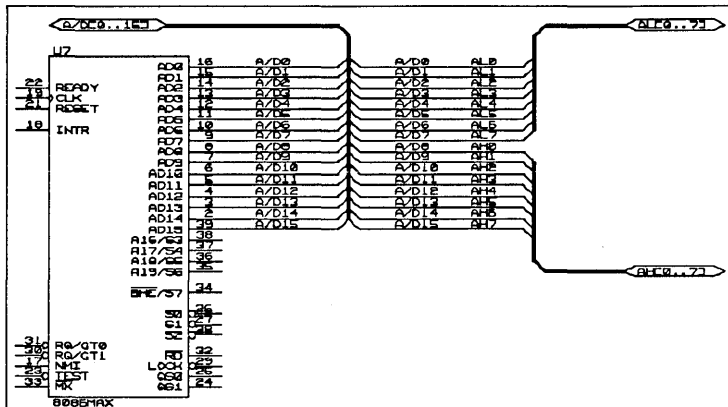 A/D[0..16] AL[0..7]
U7
AD0 16 A/D0 A/D0 AL0
22 READY AD1 15 A/D1 A/D1 AL1
19 CLK AD2 14 A/D2 A/D2 AL2
21 RESET AD3 13 A/D3 A/D3 AL3
AD4 12 A/D4 A/D4 AL4
18 INTR AD5 11 A/D5 A/D5 AL5
AD6 10 A/D6 A/D6 AL6
AD7 9 A/D7 A/D7 AL7
AD8 8 A/D8 A/D8 AH0
AD9 7 A/D9 A/D9 AH1
AD10 6 A/D10 A/D10 AH2
AD11 5 A/D11 A/D11 AH3
AD12 4 A/D12 A/D12 AH4
AD13 3 A/D13 A/D13 AH5
AD14 2 A/D14 A/D14 AH6
AD15 39 A/D15 A/D15 AH7
A16/S3 38
A17/S4 37
A18/S5 36
A19/S6 35 AH[0..7]
BHE/S7 34
S0 26
S1 27
S2 28
31 RQ/GT0
30 RQ/GT1 RD 32
17 NMI LOCK 29
23 TEST QS0 25
33 MX QS1 24
8086MAX